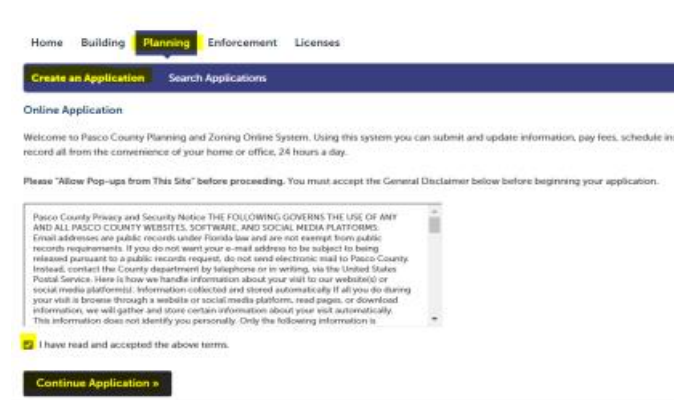 Home Building Planning Enforcement Licenses
Create an Application Search Applications
Online Application
Welcome to Pasco County Planning and Zoning Online System. Using this system you can submit and update information, pay fees, schedule in
record all from the convenience of your home or office, 24 hours a day.
Please "Allow Pop-ups from This Site" before proceeding. You must accept the General Disclaimer below before beginning your application.
Pasco County Privacy and Security Notice THE FOLLOWING GOVERNS THE USE OF ANY
AND ALL PASCO COUNTY WEBSITES, SOFTWARE, AND SOCIAL MEDIA PLATFORMS:
Email addresses are public records under Florida law and are not exempt from public
records requirements. If you do not want your e-mail address to be subject to being
released pursuant to a public records request, do not send electronic mail to Pasco County.
Instead, contact the County department by telephone or in writing, via the United States
Postal Service. Here is how we handle information about your visit to our website(s) or
social media platform(s). Information collected and stored automatically If all you do during
your visit is browse through a website or social media platform, read pages, or download
information, we will gather and store certain information about your visit automatically.
This information does not identify you personally. Only the following information is
I have read and accepted the above terms.
Continue Application »